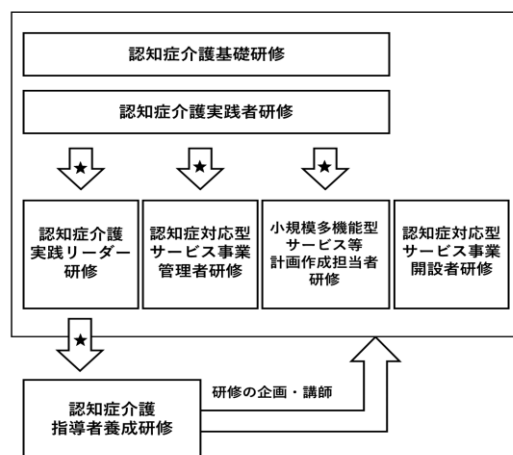 認知症介護基礎研修
認知症介護実践者研修
★
★
★
認知症介護
実践リーダー
研修
認知症対応型
サービス事業
管理者研修
小規模多機能型
サービス等
計画作成担当者
研修
認知症対応型
サービス事業
開設者研修
★
研修の企画・講師
認知症介護
指導者養成研修